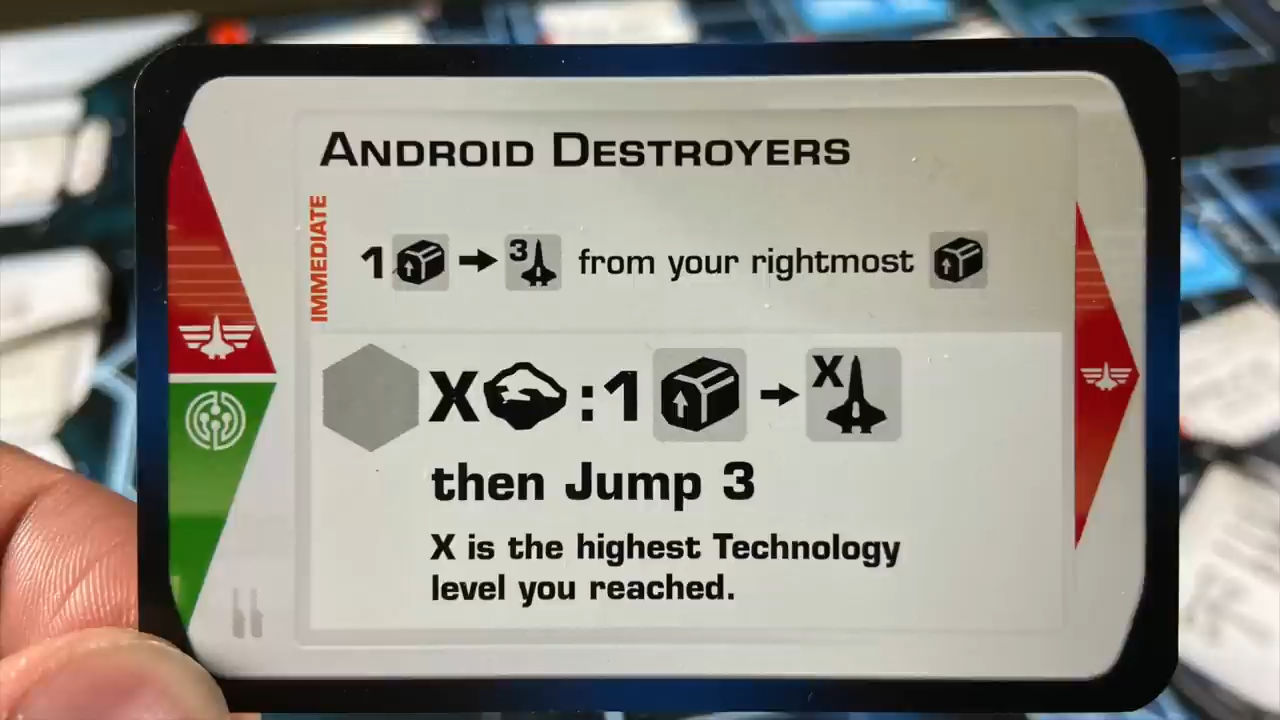 ANDROID DESTROYERS
IMMEDIATE
1 → 3 from your rightmost
X :1 → X
then Jump 3
X is the highest Technology
level you reached.
II